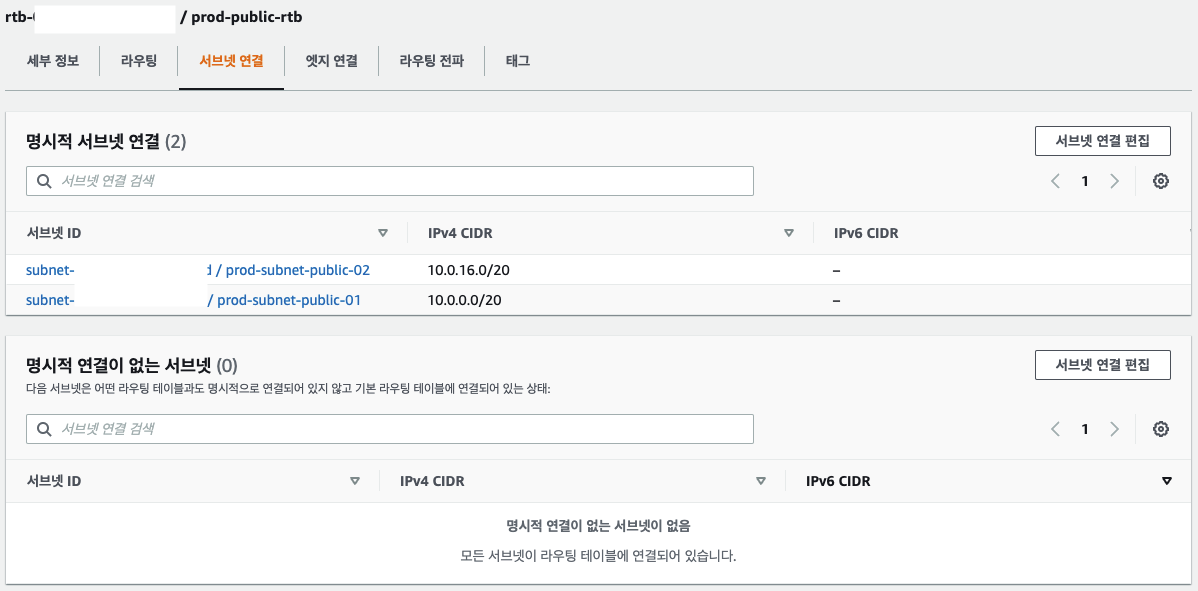 rtb- / prod-public-rtb
세부 정보 라우팅 서브넷 연결 엣지 연결 라우팅 전파 태그
명시적 서브넷 연결 (2) 서브넷 연결 편집
서브넷 연결 검색 1
서브넷 ID IPv4 CIDR IPv6 CIDR
subnet- d / prod-subnet-public-02 10.0.16.0/20 –
subnet- / prod-subnet-public-01 10.0.0.0/20 –
명시적 연결이 없는 서브넷 (0) 서브넷 연결 편집
다음 서브넷은 어떤 라우팅 테이블과도 명시적으로 연결되어 있지 않고 기본 라우팅 테이블에 연결되어 있는 상태:
서브넷 연결 검색 1
서브넷 ID IPv4 CIDR IPv6 CIDR
명시적 연결이 없는 서브넷이 없음
모든 서브넷이 라우팅 테이블에 연결되어 있습니다.